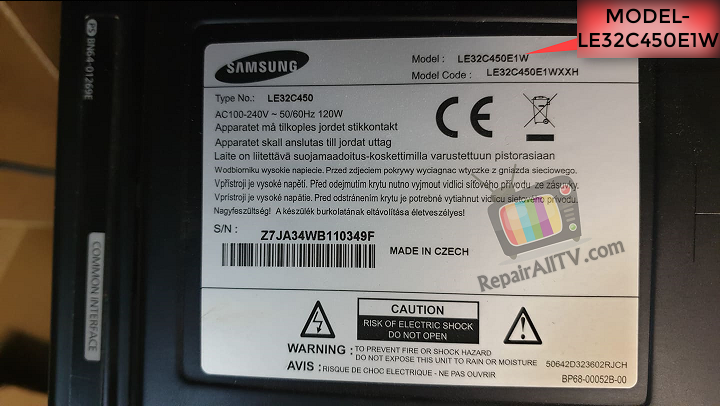 MODEL-
LE32C450E1W
PS BN64-01269E
COMMON INTERFACE
SAMSUNG
Model : LE32C450E1W
Model Code : LE32C450E1WXXH
Type No.: LE32C450
AC100-240V ~ 50/60Hz 120W
Apparatet må tilkoples jordet stikkontakt
Apparatet skall anslutas till jordat uttag
Laite on liitettävä suojamaadoitus-koskettimilla varustettuun pistorasiaan
Wodbiorniku wysokie napiecie. Przed zdjeciem pokrywy wyciagnac wtyczke z gniazda sieciowego.
Vpřístroji je vysoké napětí. Před odejmutím krytu nutno vyjmout vidlici síťového přívodu ze zásuvky.
Vpristroji je vysoké napätie. Pred odstránením krytu je potrebné vytiahnuť vidlicu sieťového prívodu.
Nagyfeszültség! A készülék burkolatának eltávolítása életveszélyes!
CE
S/N : Z7JA34WB110349F
MADE IN CZECH
RepairAllTV.com
CAUTION
RISK OF ELECTRIC SHOCK
DO NOT OPEN
WARNING : TO PREVENT FIRE OR SHOCK HAZARD
DO NOT EXPOSE THIS UNIT TO RAIN OR MOISTURE
AVIS : RISQUE DE CHOC ELECTRIQUE - NE PAS OUVRIR
50642D323602RJCH
BP68-00052B-00